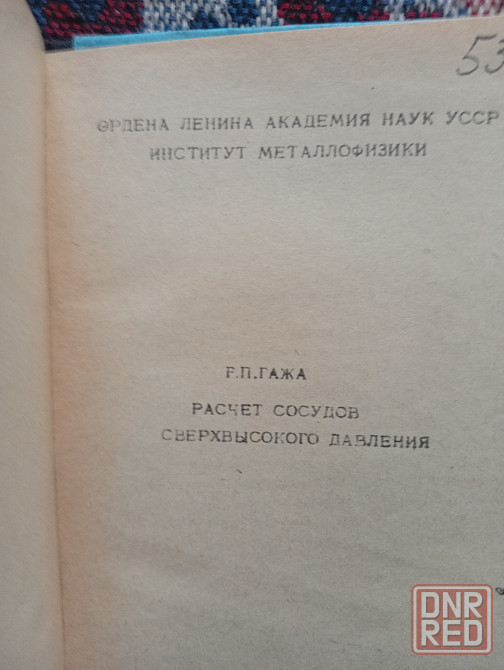 53
ОРДЕНА ЛЕНИНА АКАДЕМИЯ НАУК УССР
ИНСТИТУТ МЕТАЛЛОФИЗИКИ
Г.П.ГАЖА
РАСЧЕТ СОСУДОВ
СВЕРХВЫСОКОГО ДАВЛЕНИЯ
DNR
RED